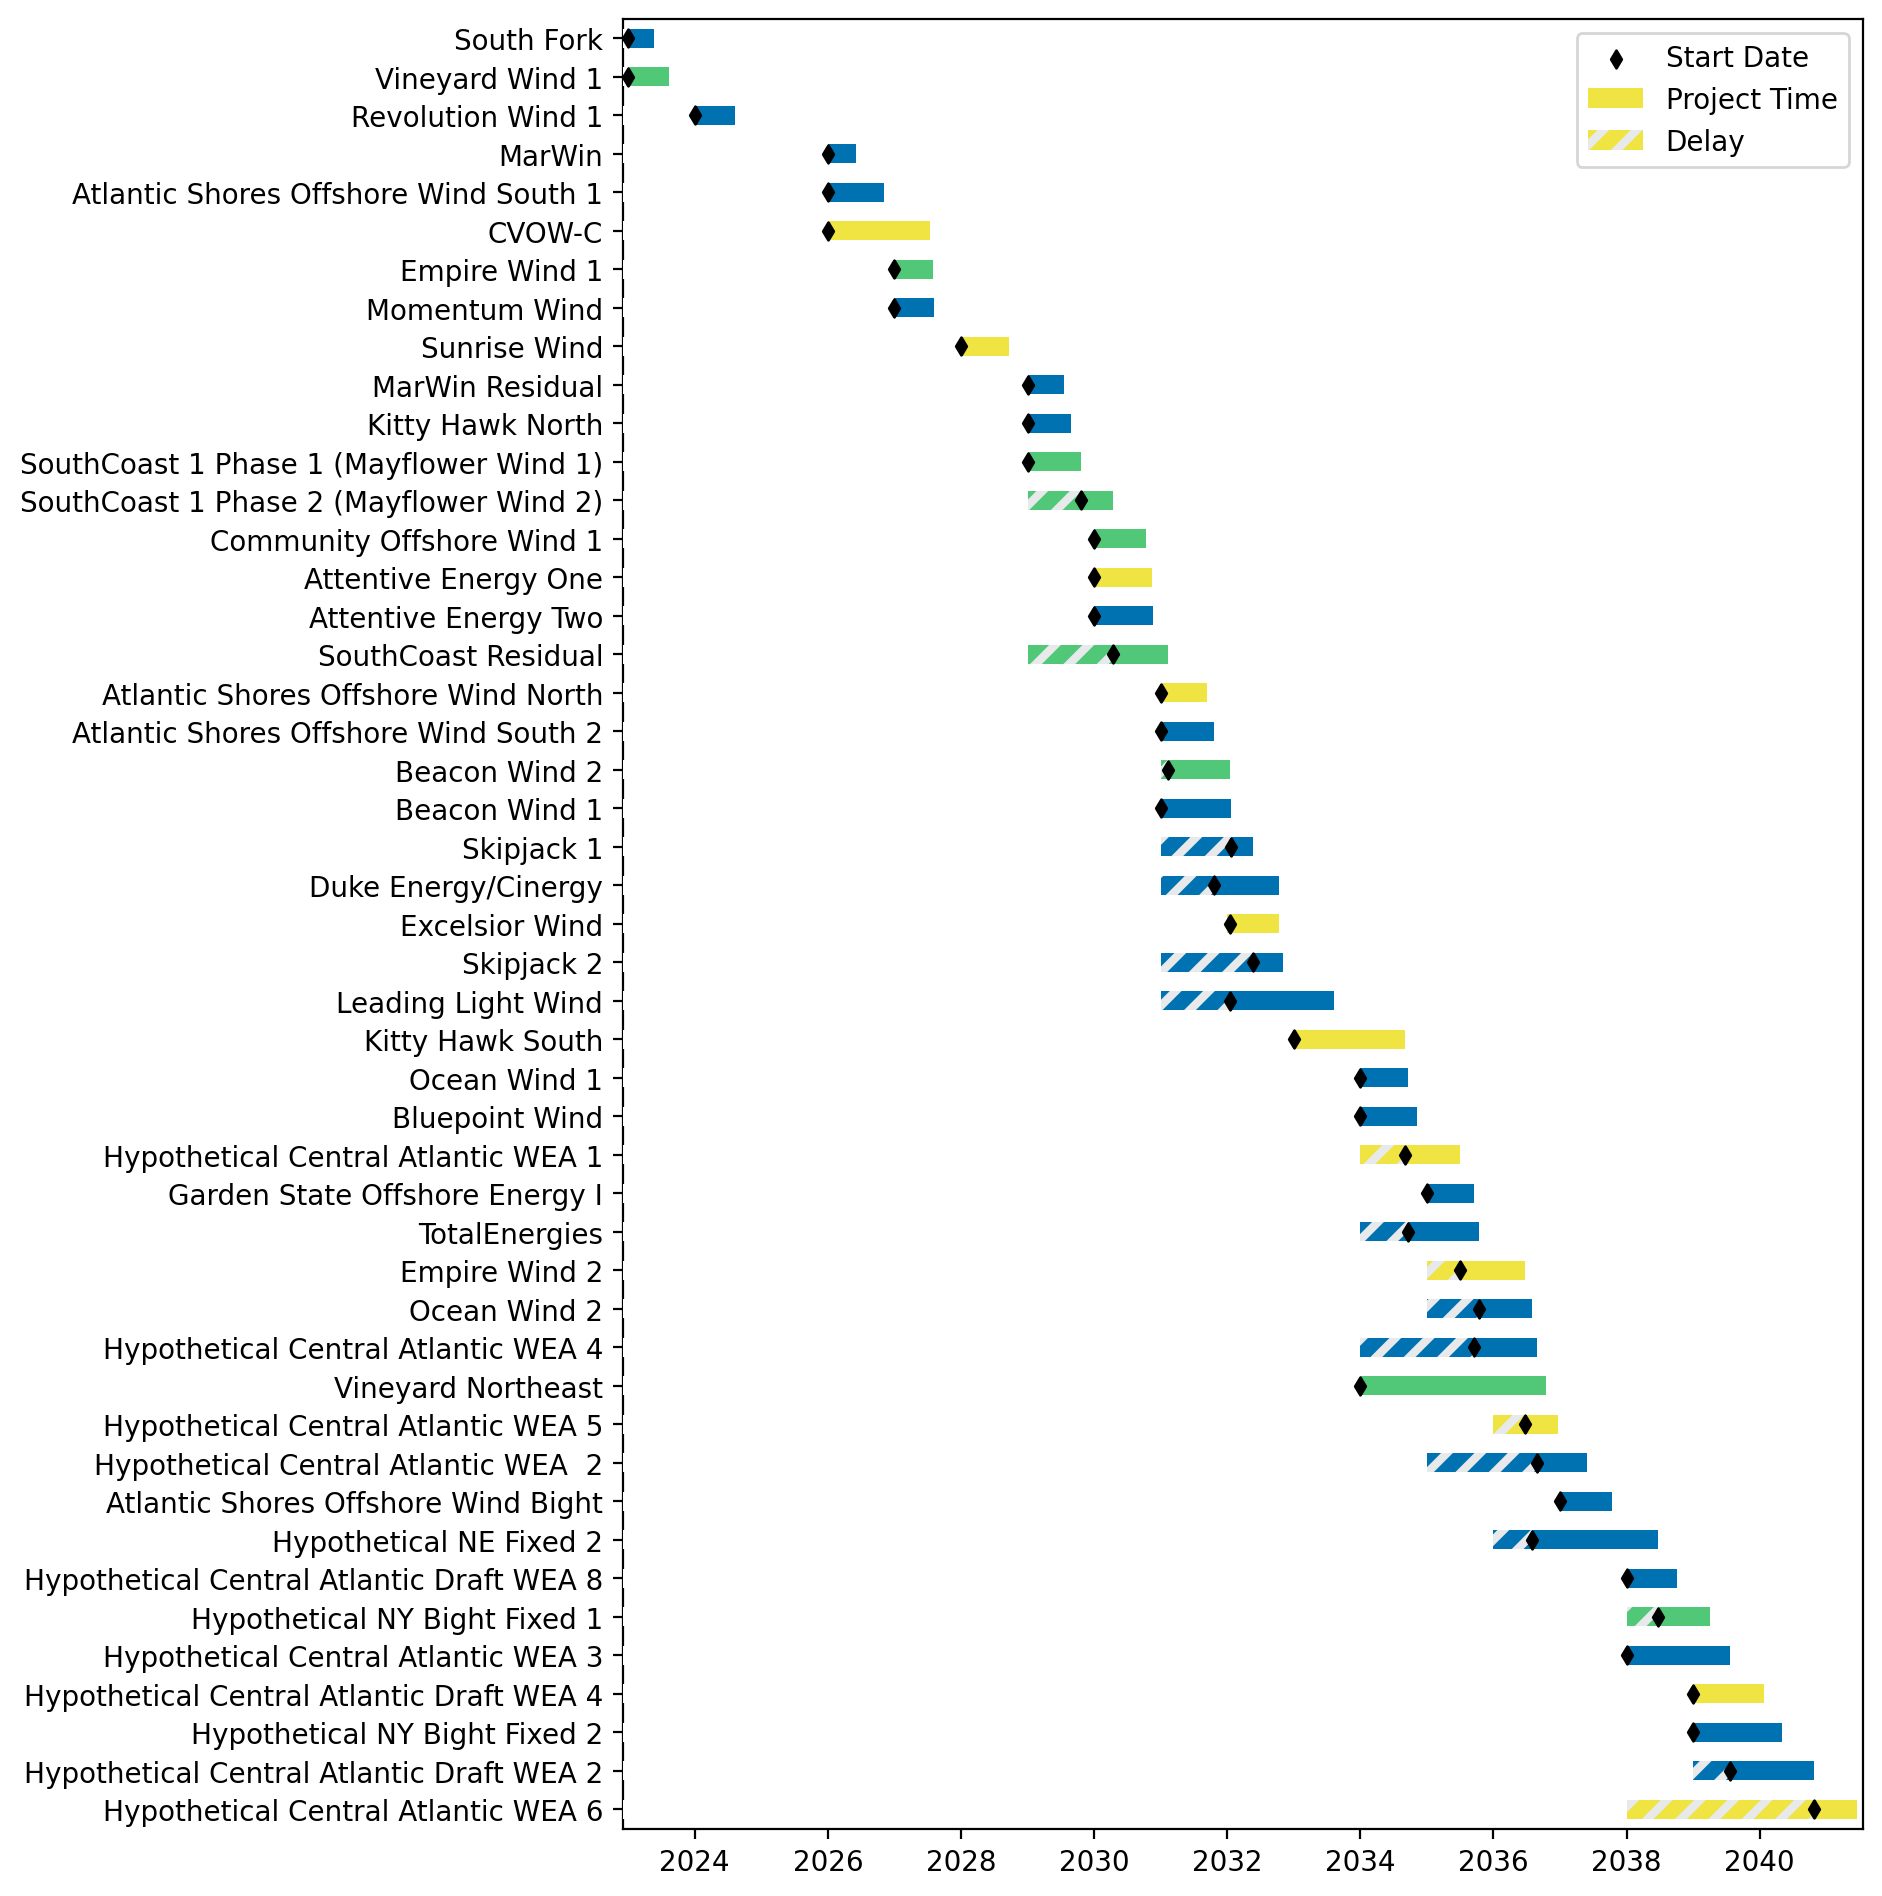 South Fork
Vineyard Wind 1
Revolution Wind 1
MarWin
Atlantic Shores Offshore Wind South 1
CVOW-C
Empire Wind 1
Momentum Wind
Sunrise Wind
MarWin Residual
Kitty Hawk North
SouthCoast 1 Phase 1 (Mayflower Wind 1)
SouthCoast 1 Phase 2 (Mayflower Wind 2)
Community Offshore Wind 1
Attentive Energy One
Attentive Energy Two
SouthCoast Residual
Atlantic Shores Offshore Wind North
Atlantic Shores Offshore Wind South 2
Beacon Wind 2
Beacon Wind 1
Skipjack 1
Duke Energy/Cinergy
Excelsior Wind
Skipjack 2
Leading Light Wind
Kitty Hawk South
Ocean Wind 1
Bluepoint Wind
Hypothetical Central Atlantic WEA 1
Garden State Offshore Energy I
TotalEnergies
Empire Wind 2
Ocean Wind 2
Hypothetical Central Atlantic WEA 4
Vineyard Northeast
Hypothetical Central Atlantic WEA 5
Hypothetical Central Atlantic WEA  2
Atlantic Shores Offshore Wind Bight
Hypothetical NE Fixed 2
Hypothetical Central Atlantic Draft WEA 8
Hypothetical NY Bight Fixed 1
Hypothetical Central Atlantic WEA 3
Hypothetical Central Atlantic Draft WEA 4
Hypothetical NY Bight Fixed 2
Hypothetical Central Atlantic Draft WEA 2
Hypothetical Central Atlantic WEA 6
Start Date
Project Time
Delay
2024 2026 2028 2030 2032 2034 2036 2038 2040